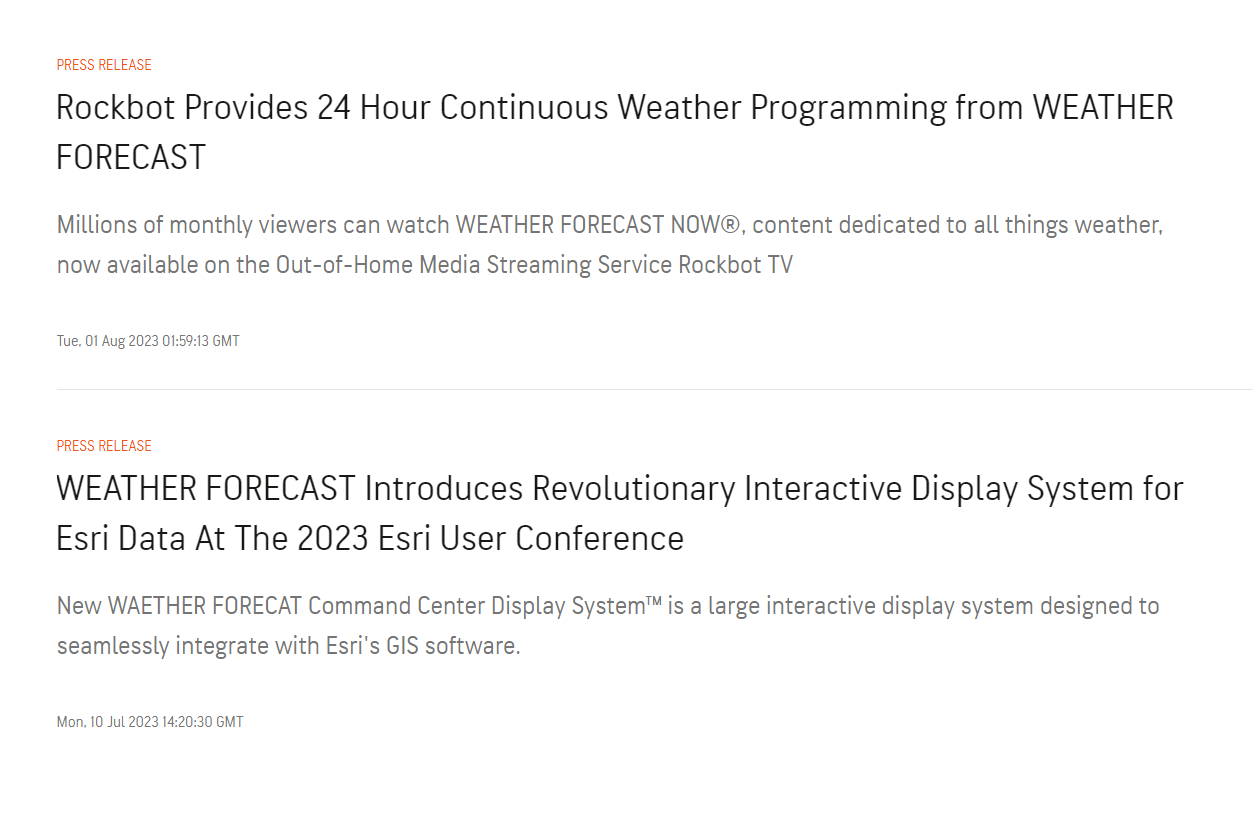 PRESS RELEASE
Rockbot Provides 24 Hour Continuous Weather Programming from WEATHER
FORECAST
Millions of monthly viewers can watch WEATHER FORECAST NOW®, content dedicated to all things weather,
now available on the Out-of-Home Media Streaming Service Rockbot TV
Tue, 01 Aug 2023 01:59:13 GMT
PRESS RELEASE
WEATHER FORECAST Introduces Revolutionary Interactive Display System for
Esri Data At The 2023 Esri User Conference
New WAETHER FORECAT Command Center Display System™ is a large interactive display system designed to
seamlessly integrate with Esri's GIS software.
Mon, 10 Jul 2023 14:20:30 GMT